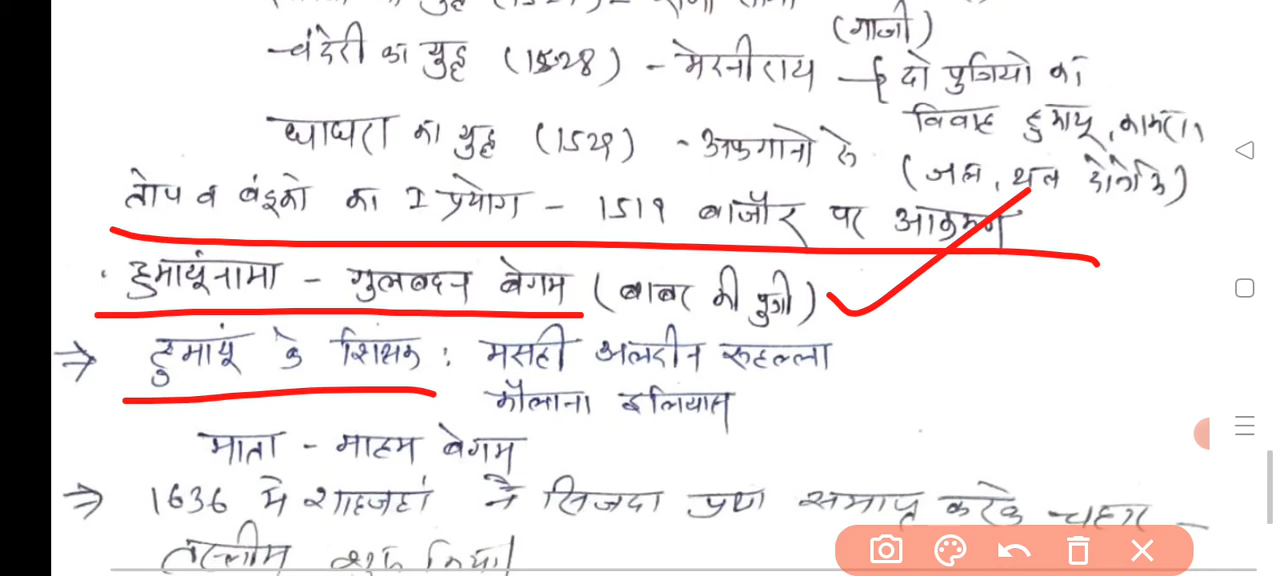 (गाजी)
चंदेरी का युद्ध (1528) - मेदनीराय - { दो पुत्रियो का
विवाह हुमायू, कामरान
घाघरा का युद्ध (1529) - अफगानो से
(जल, थल दोनो मे)
तोप व बंदूको का I प्रयोग - 1519 बाजौर पर आक्रमण
हुमायूंनामा - गुलबदन बेगम (बाबर की पुत्री)
⇒ हुमायूं के शिक्षक : मसही अलदीन रुहल्ला
मौलाना इलियास
माता - माहम बेगम
⇒ 1636 मे शाहजहां ने सिजदा प्रथा समाप्त करके चहार -
तस्लीम शुरु किया।